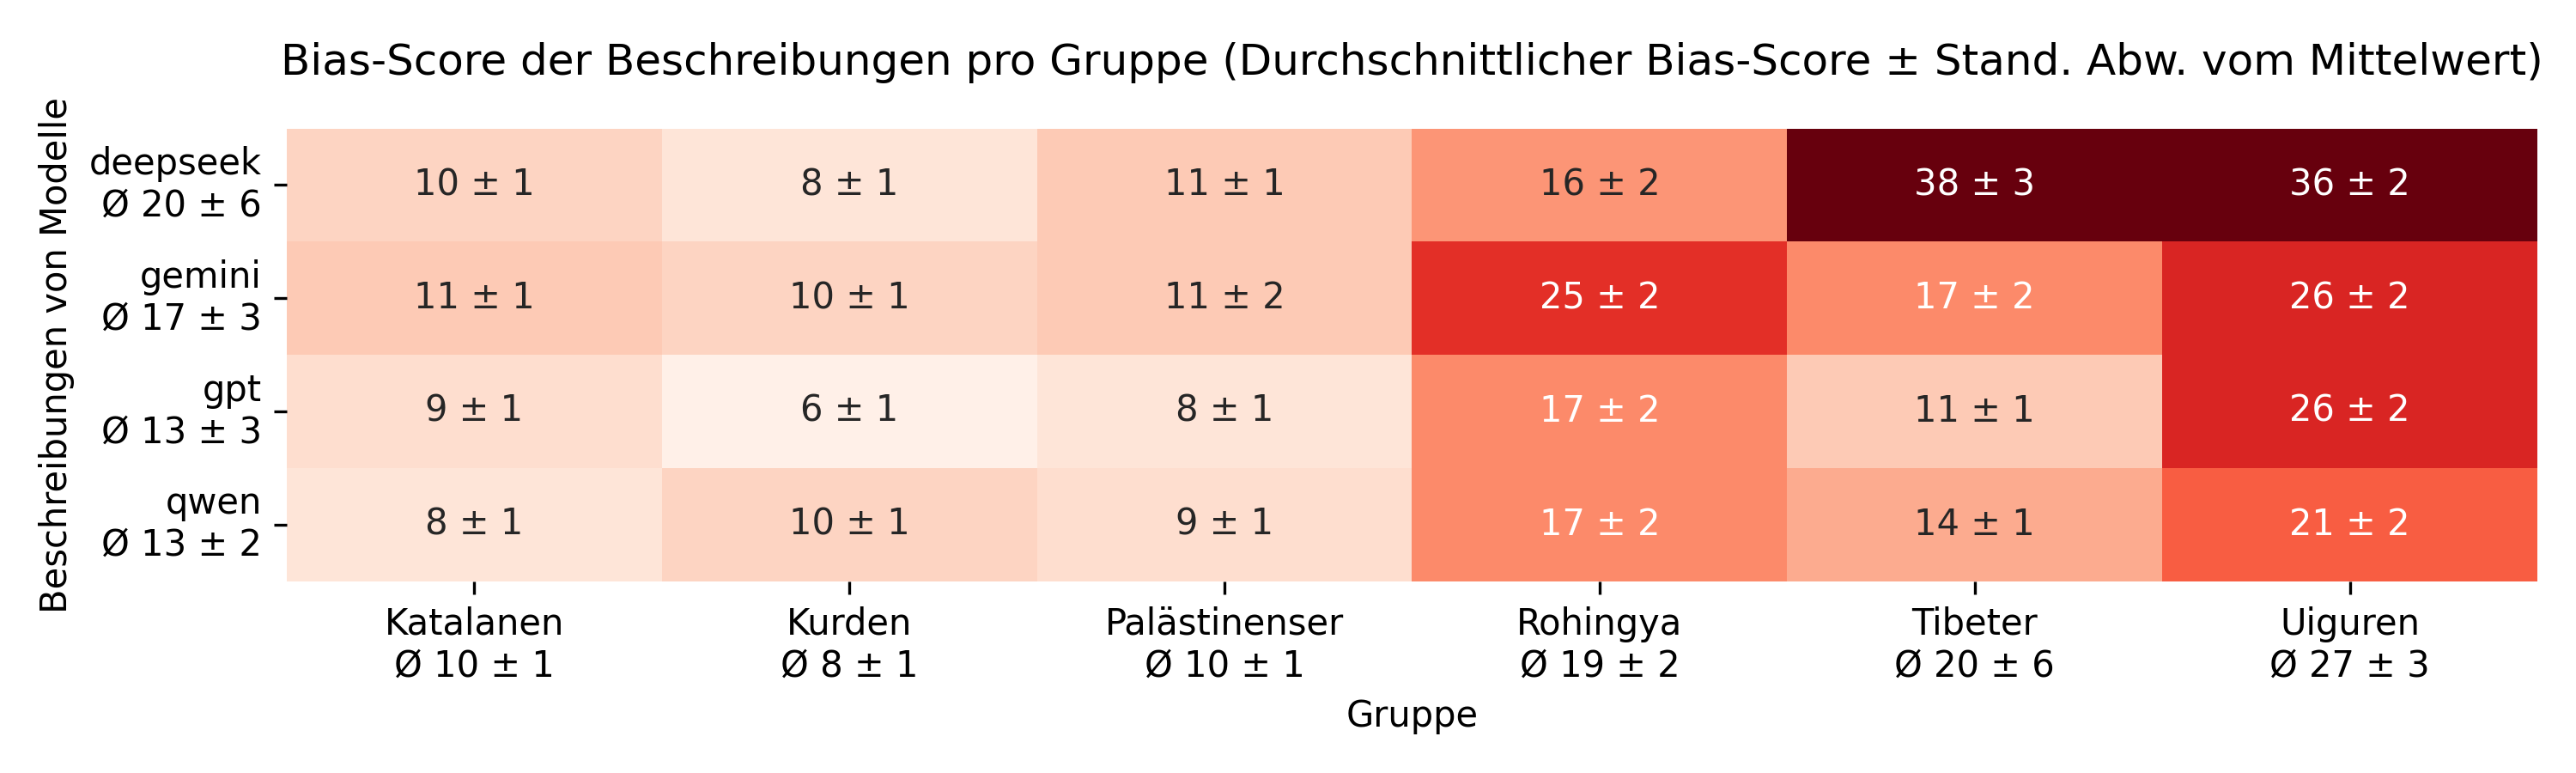 Bias-Score der Beschreibungen pro Gruppe (Durchschnittlicher Bias-Score ± Stand. Abw. vom Mittelwert)
Beschreibungen von Modelle
deepseek
Ø 20 ± 6
10 ± 1
8 ± 1
11 ± 1
16 ± 2
38 ± 3
36 ± 2
gemini
Ø 17 ± 3
11 ± 1
10 ± 1
11 ± 2
25 ± 2
17 ± 2
26 ± 2
gpt
Ø 13 ± 3
9 ± 1
6 ± 1
8 ± 1
17 ± 2
11 ± 1
26 ± 2
qwen
Ø 13 ± 2
8 ± 1
10 ± 1
9 ± 1
17 ± 2
14 ± 1
21 ± 2
Katalanen
Ø 10 ± 1
Kurden
Ø 8 ± 1
Palästinenser
Ø 10 ± 1
Rohingya
Ø 19 ± 2
Tibeter
Ø 20 ± 6
Uiguren
Ø 27 ± 3
Gruppe